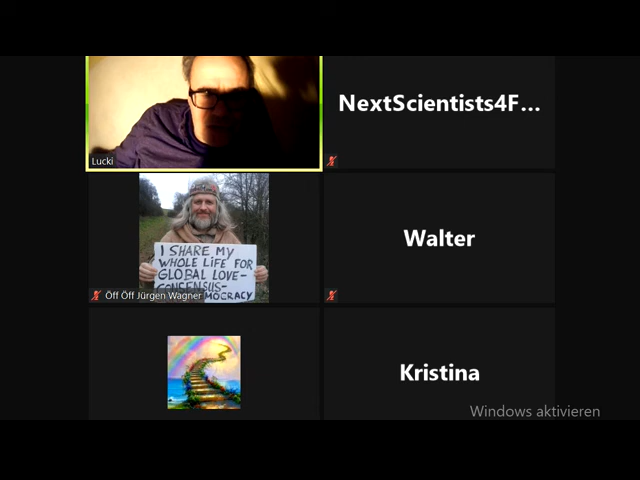 Lucki
NextScientists4F...
I SHARE MY
WHOLE LIFE FOR
GLOBAL LOVE-
CONSENSUS-
MOCRACY
Öff Öff Jürgen Wagner
Walter
Kristina
Windows aktivieren